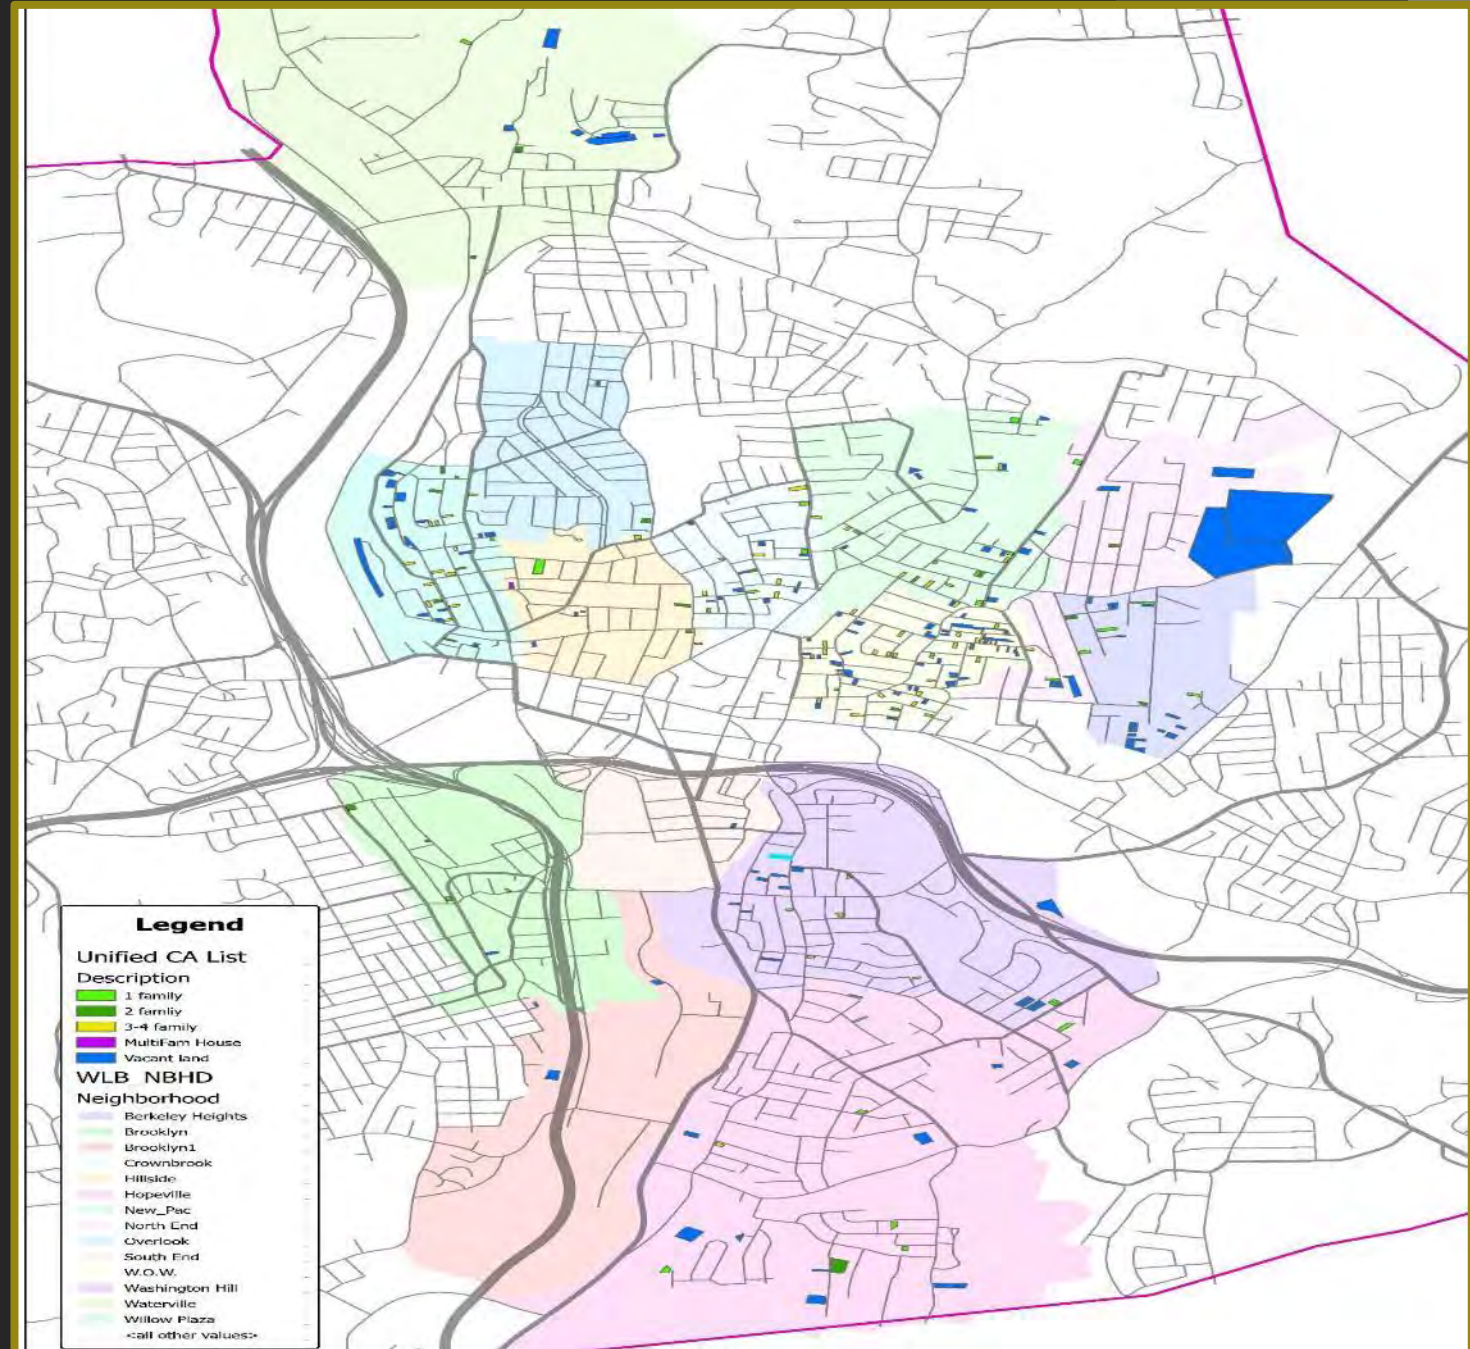 Legend
Unified CA List
Description
1 family
2 family
3-4 family
MultiFam House
Vacant land
WLB_NBHD
Neighborhood
Berkeley Heights
Brooklyn
Brooklyn1
Crownbrook
Hillside
Hopeville
New_Pac
North End
Overlook
South End
W.O.W.
Washington Hill
Waterville
Willow Plaza
<all other values>